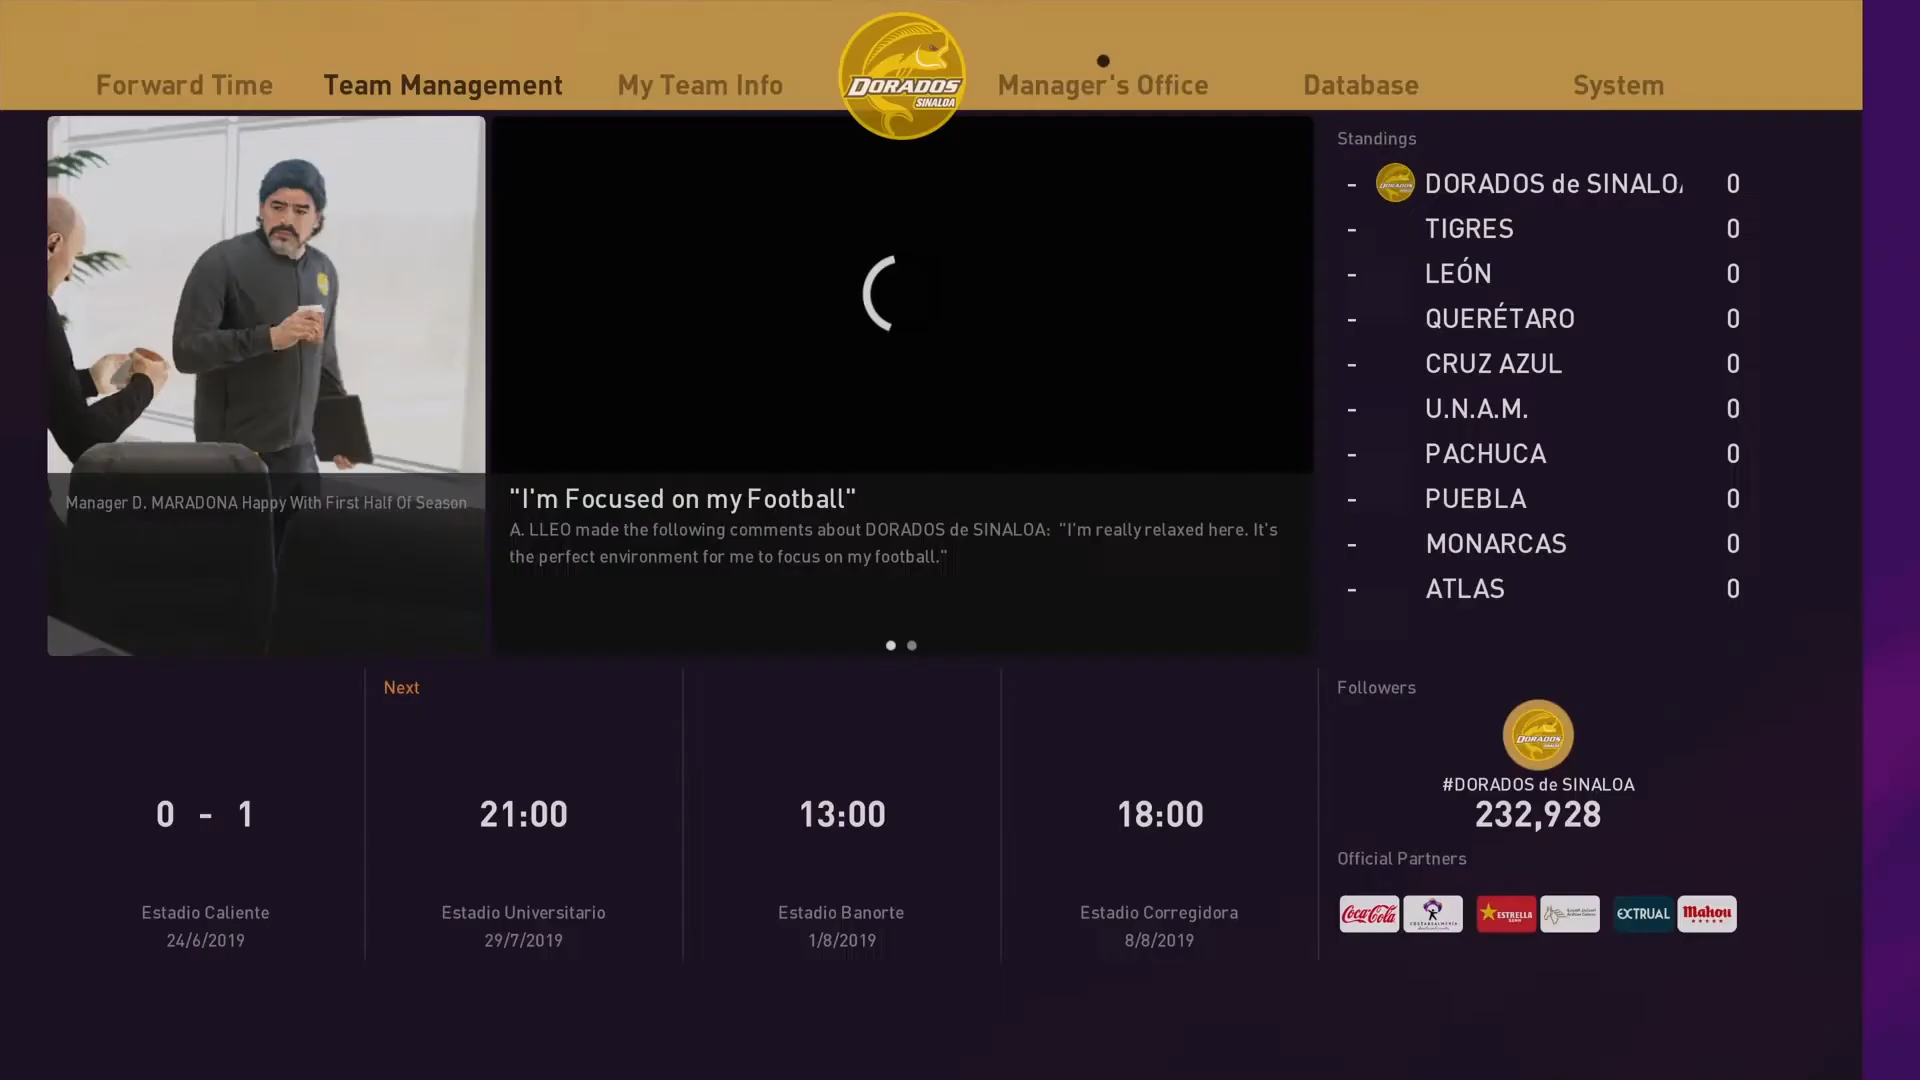 Forward Time
Team Management
My Team Info
DORADOS
SINALOA
Manager's Office
Database
System
Manager D. MARADONA Happy With First Half Of Season
"I'm Focused on my Football"
A. LLEO made the following comments about DORADOS de SINALOA: "I'm really relaxed here. It's
the perfect environment for me to focus on my football."
Standings
- DORADOS de SINALO 0
- TIGRES 0
- LEÓN 0
- QUERÉTARO 0
- CRUZ AZUL 0
- U.N.A.M. 0
- PACHUCA 0
- PUEBLA 0
- MONARCAS 0
- ATLAS 0
0 - 1
Estadio Caliente
24/6/2019
Next
21:00
Estadio Universitario
29/7/2019
13:00
Estadio Banorte
1/8/2019
18:00
Estadio Corregidora
8/8/2019
Followers
DORADOS
#DORADOS de SINALOA
232,928
Official Partners
Coca-Cola
ESTRELLA
EXTRUAL
Mahou